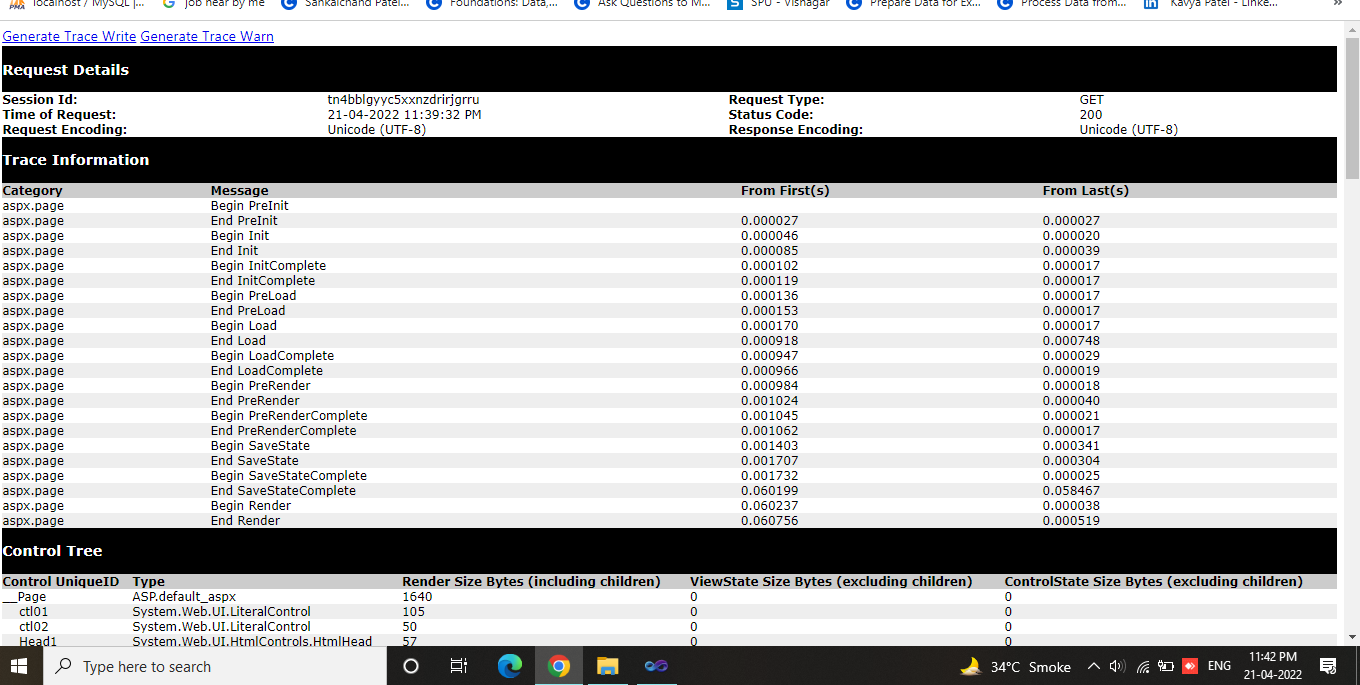 localhost / MySQL |... job near by me Sankalchand Patel... Foundations: Data,... Ask Questions to M... SPU - Visnagar Prepare Data for Ex... Process Data from... Kavya Patel - Linke... »
Generate Trace Write Generate Trace Warn
Request Details
Session Id: tn4bblgyyc5xxnzdrirjgrru Request Type: GET
Time of Request: 21-04-2022 11:39:32 PM Status Code: 200
Request Encoding: Unicode (UTF-8) Response Encoding: Unicode (UTF-8)
Trace Information
Category Message From First(s) From Last(s)
aspx.page Begin PreInit
aspx.page End PreInit 0.000027 0.000027
aspx.page Begin Init 0.000046 0.000020
aspx.page End Init 0.000085 0.000039
aspx.page Begin InitComplete 0.000102 0.000017
aspx.page End InitComplete 0.000119 0.000017
aspx.page Begin PreLoad 0.000136 0.000017
aspx.page End PreLoad 0.000153 0.000017
aspx.page Begin Load 0.000170 0.000017
aspx.page End Load 0.000918 0.000748
aspx.page Begin LoadComplete 0.000947 0.000029
aspx.page End LoadComplete 0.000966 0.000019
aspx.page Begin PreRender 0.000984 0.000018
aspx.page End PreRender 0.001024 0.000040
aspx.page Begin PreRenderComplete 0.001045 0.000021
aspx.page End PreRenderComplete 0.001062 0.000017
aspx.page Begin SaveState 0.001403 0.000341
aspx.page End SaveState 0.001707 0.000304
aspx.page Begin SaveStateComplete 0.001732 0.000025
aspx.page End SaveStateComplete 0.060199 0.058467
aspx.page Begin Render 0.060237 0.000038
aspx.page End Render 0.060756 0.000519
Control Tree
Control UniqueID Type Render Size Bytes (including children) ViewState Size Bytes (excluding children) ControlState Size Bytes (excluding children)
__Page ASP.default_aspx 1640 0 0
ctl01 System.Web.UI.LiteralControl 105 0 0
ctl02 System.Web.UI.LiteralControl 50 0 0
Head1 System.Web.UI.HtmlControls.HtmlHead 57 0 0
Type here to search 34°C Smoke ENG 11:42 PM
21-04-2022